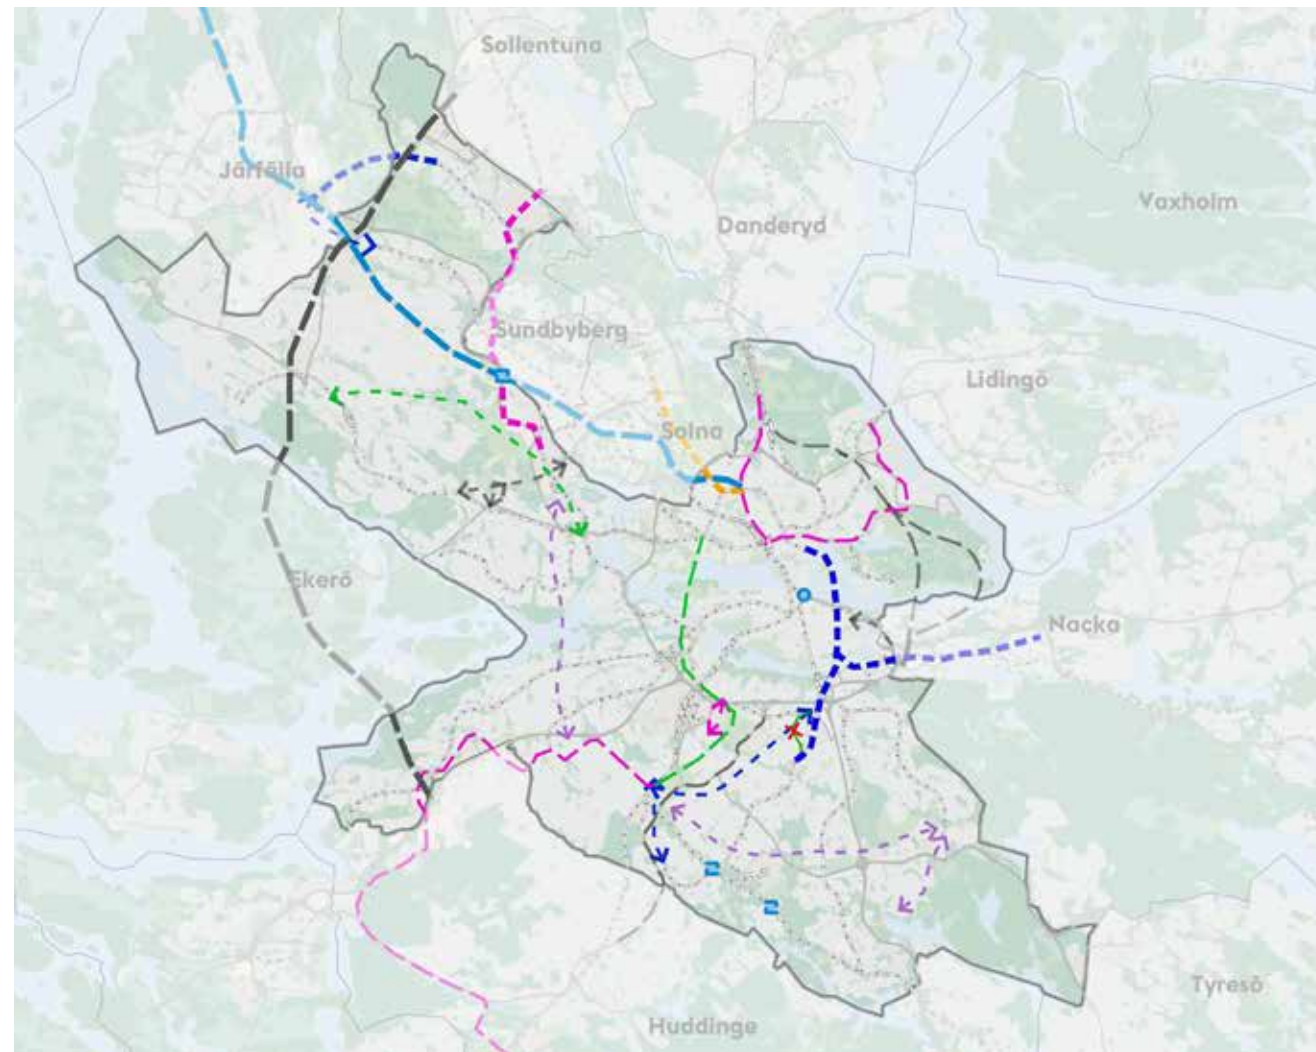 Sollentuna
Järfälla
Vaxholm
Danderyd
Sundbyberg
Lidingö
Solna
Ekerö
Nacka
Tyresö
Huddinge